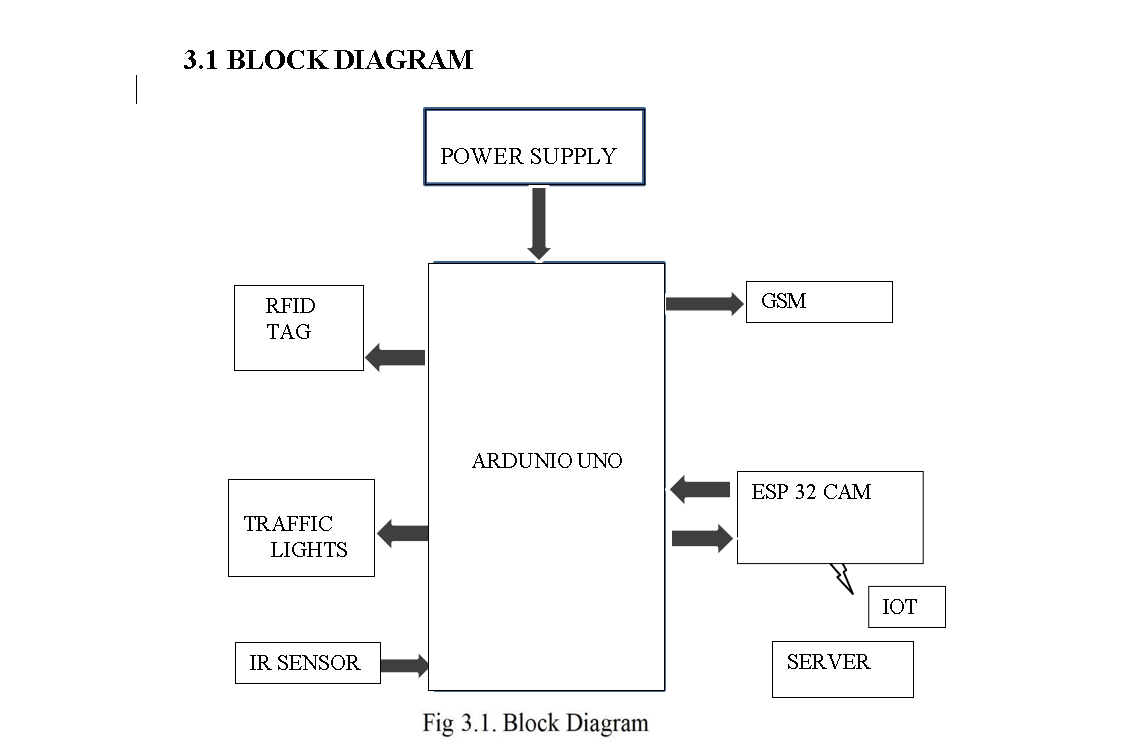 3.1 BLOCK DIAGRAM
POWER SUPPLY
RFID
TAG
GSM
ARDUNIO UNO
ESP 32 CAM
TRAFFIC
LIGHTS
IOT
IR SENSOR
SERVER
Fig 3.1. Block Diagram